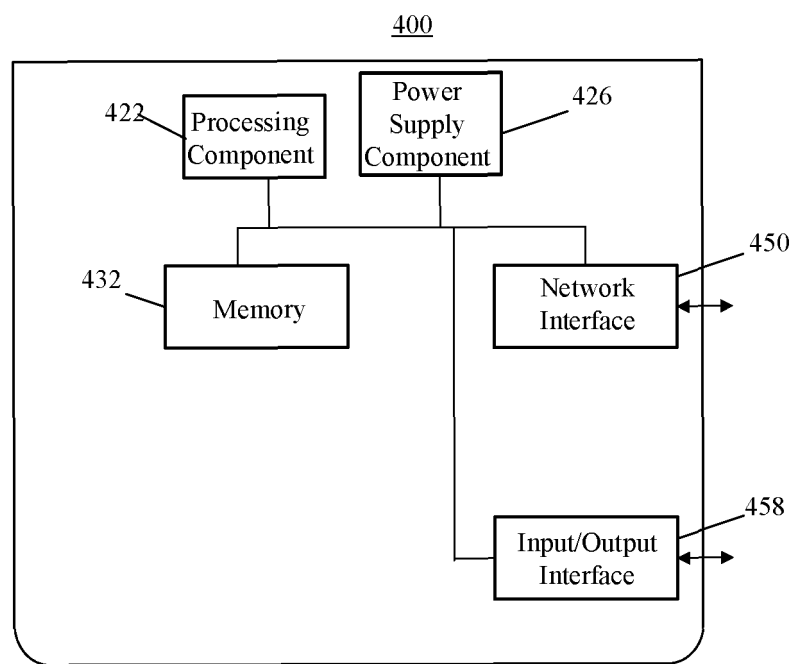 400
422
Processing
Component
Power
Supply
Component
426
432
Memory
450
Network
Interface
458
Input/Output
Interface